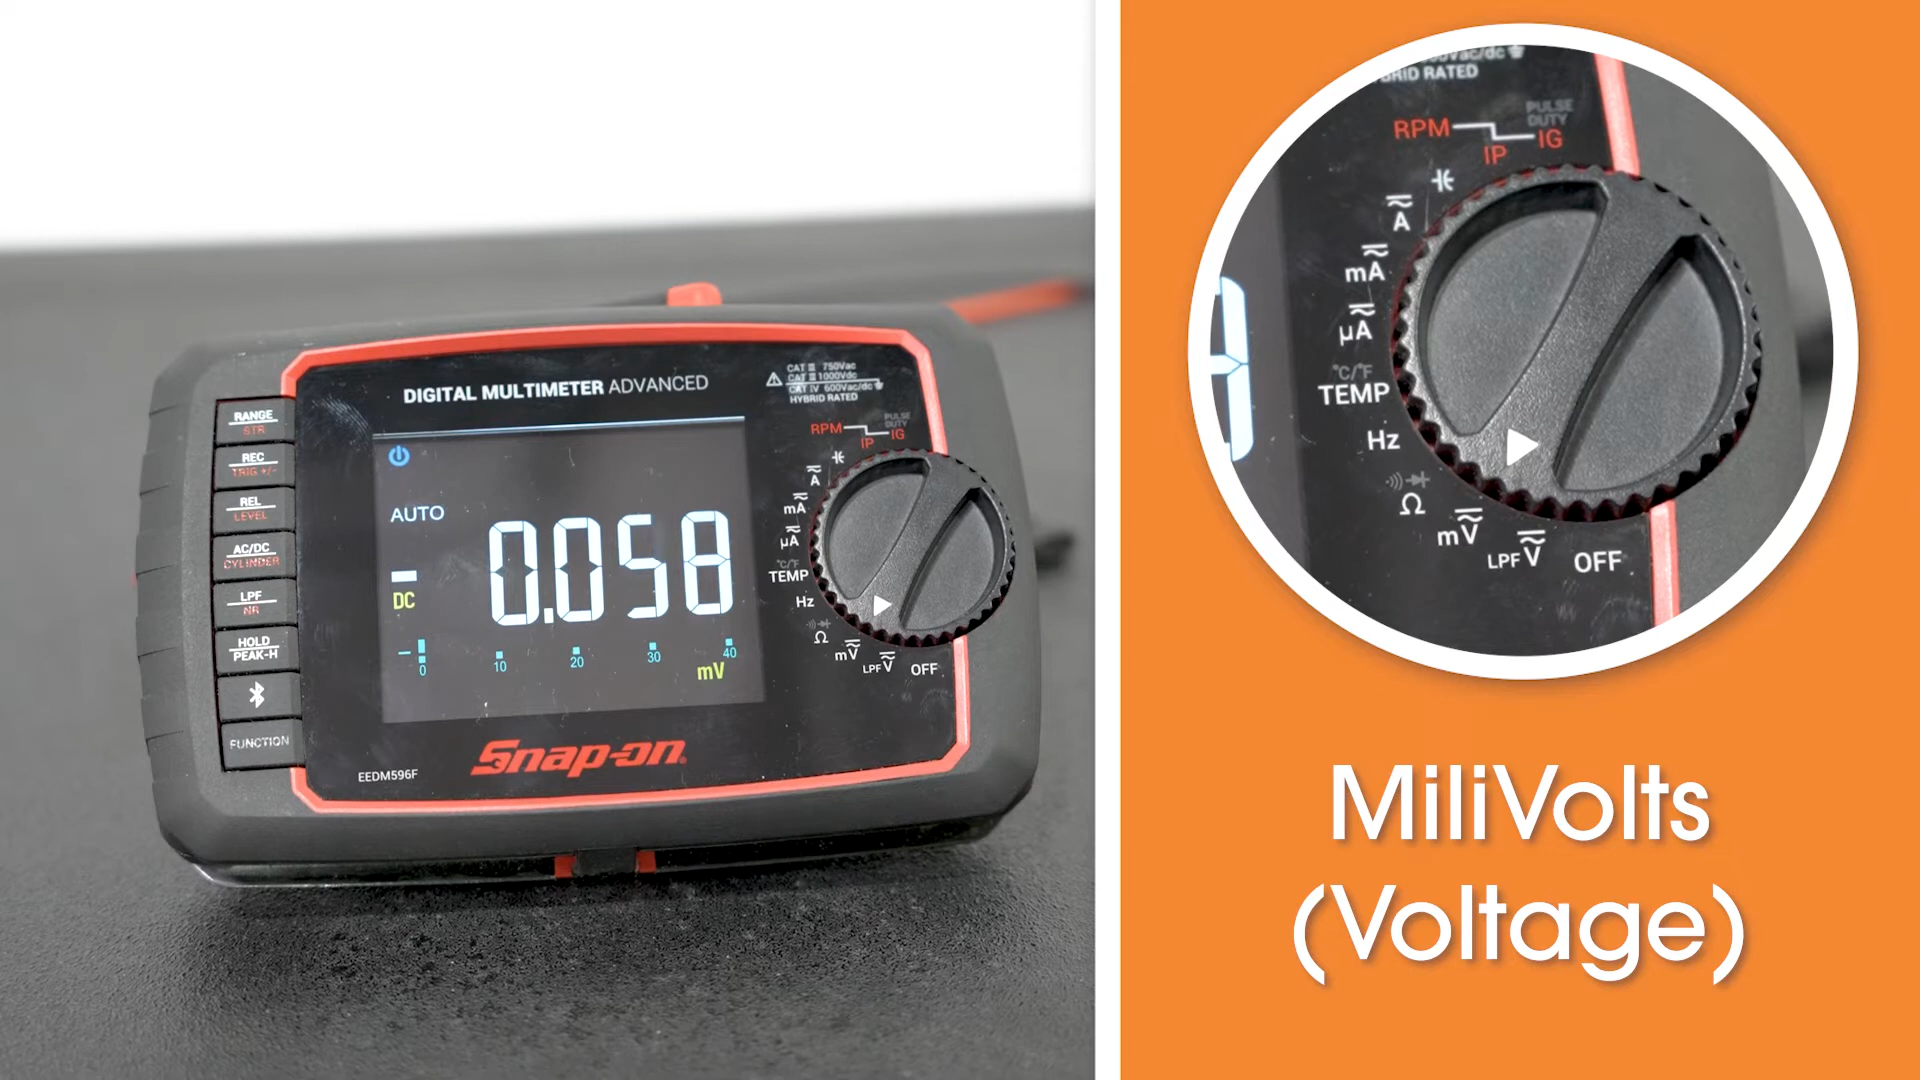 DIGITAL MULTIMETER ADVANCED
CAT II 750Vac
CAT II 1000Vdc
CAT IV 600Vac/dc
HYBRID RATED
RANGE
STR
REC
TRIG +/-
REL
LEVEL
AC/DC
CYLINDER
LPF
NR
HOLD
PEAK-H
FUNCTION
AUTO
DC
0.058
0 10 20 30 40
mV
RPM
IP
IG
PULSE
DUTY
A
mA
µA
°C/°F
TEMP
Hz
Ω
mV
LPF V
OFF
Snap-on
EEDM596F
BRID RATED
PULSE
DUTY
RPM
IP
IG
A
mA
µA
°C/°F
TEMP
Hz
Ω
mV
LPF V
OFF
MiliVolts
(Voltage)